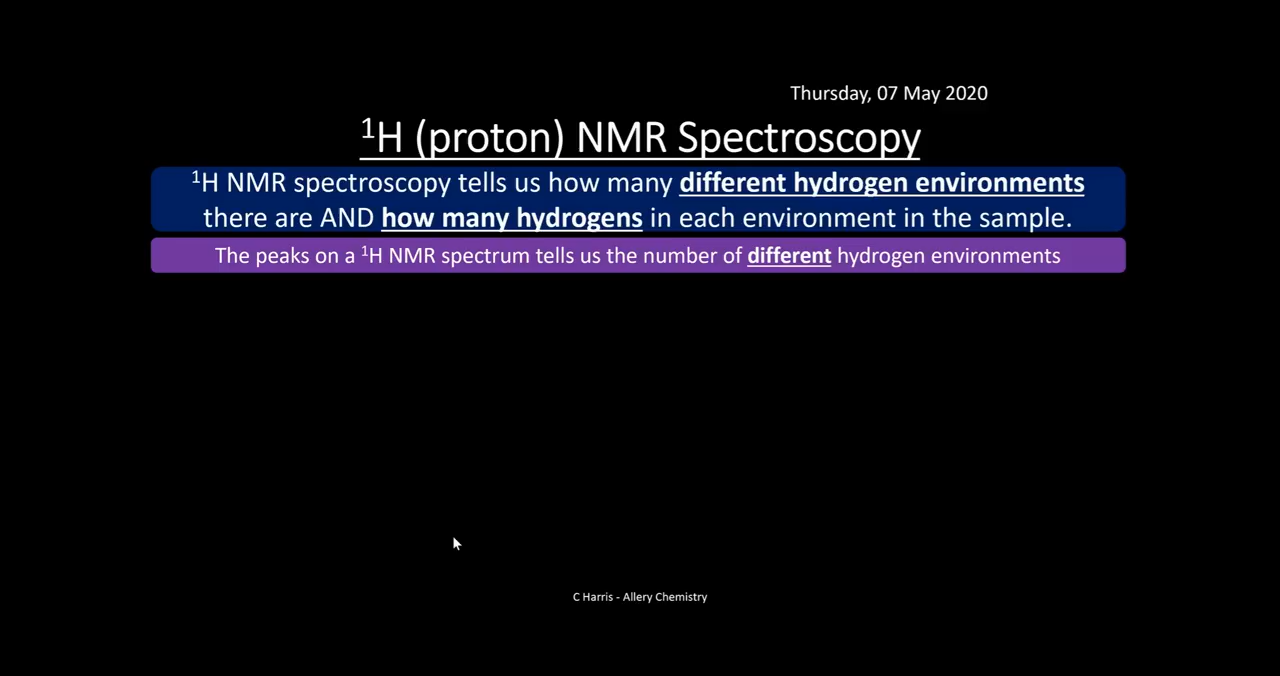 Thursday, 07 May 2020
¹H (proton) NMR Spectroscopy
¹H NMR spectroscopy tells us how many different hydrogen environments
there are AND how many hydrogens in each environment in the sample.
The peaks on a ¹H NMR spectrum tells us the number of different hydrogen environments
C Harris - Allery Chemistry